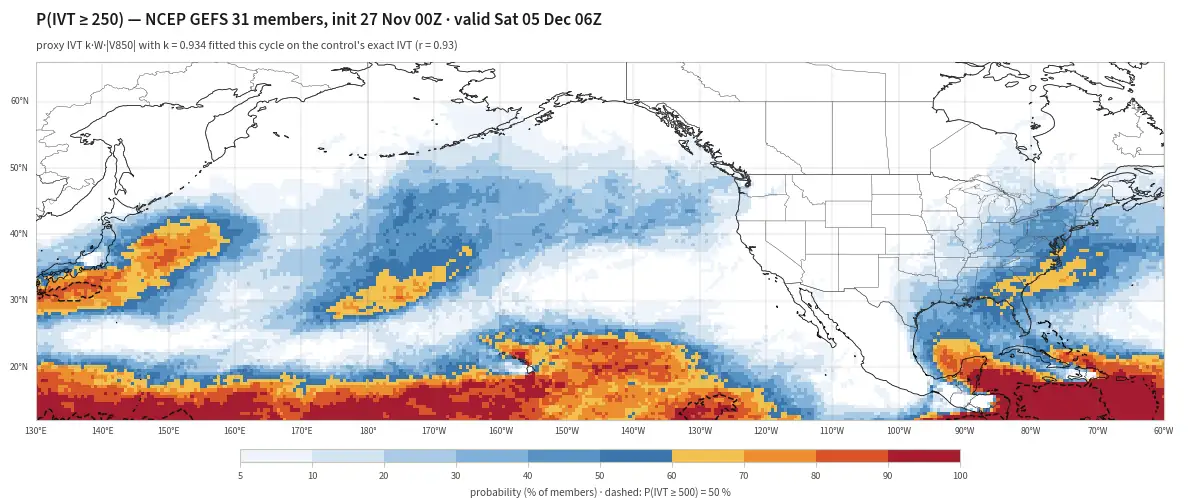 P(IVT ≥ 250) — NCEP GEFS 31 members, init 27 Nov 00Z · valid Sat 05 Dec 06Z
proxy IVT k·W·|V850| with k = 0.934 fitted this cycle on the control's exact IVT (r = 0.93)
60°N
50°N
40°N
30°N
20°N
130°E 140°E 150°E 160°E 180° 170°W 160°W 150°W 140°W 130°W 120°W 110°W 100°W 90°W 80°W 70°W 60°W
5 10 20 30 40 50 60 70 80 90 100
probability (% of members) · dashed: P(IVT ≥ 500) = 50 %